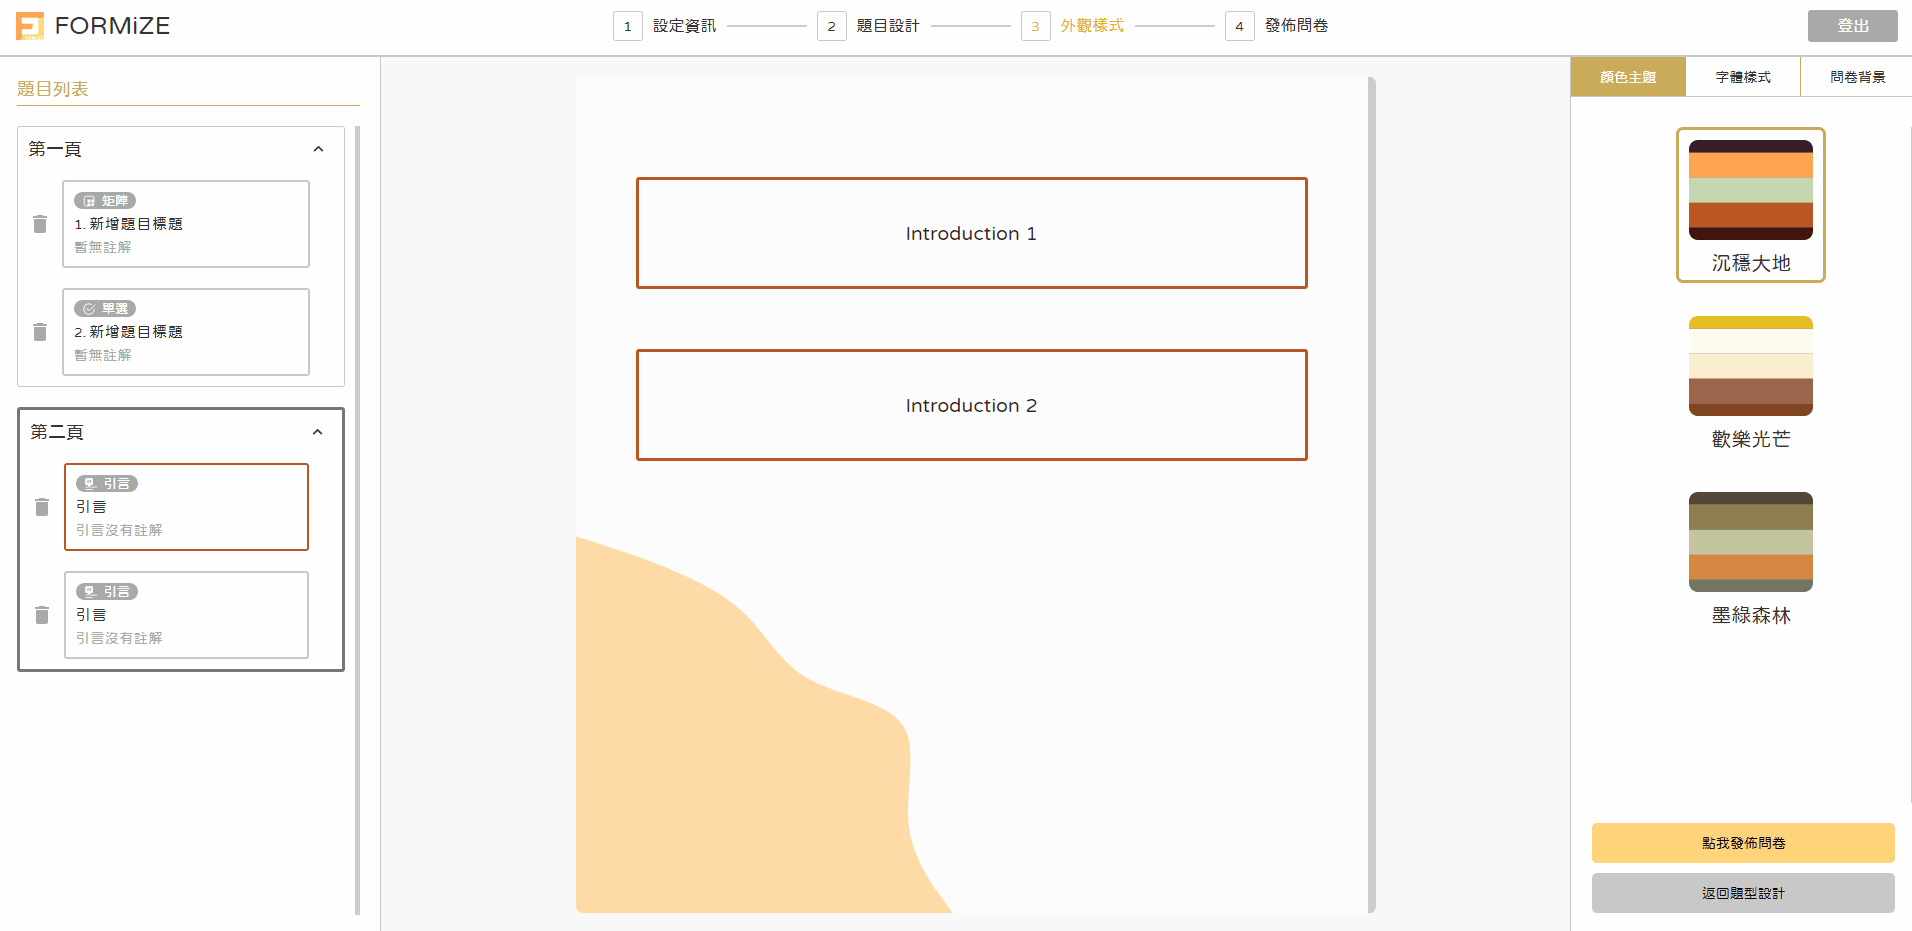 FORMiZE
1 設定資訊
2 題目設計
3 外觀樣式
4 發佈問卷
登出
題目列表
第一頁
矩陣
1. 新增題目標題
暫無註解
單選
2. 新增題目標題
暫無註解
第二頁
引言
引言
引言沒有註解
引言
引言
引言沒有註解
Introduction 1
Introduction 2
顏色主題
字體樣式
問卷背景
沉穩大地
歡樂光芒
墨綠森林
點我發佈問卷
返回題型設計